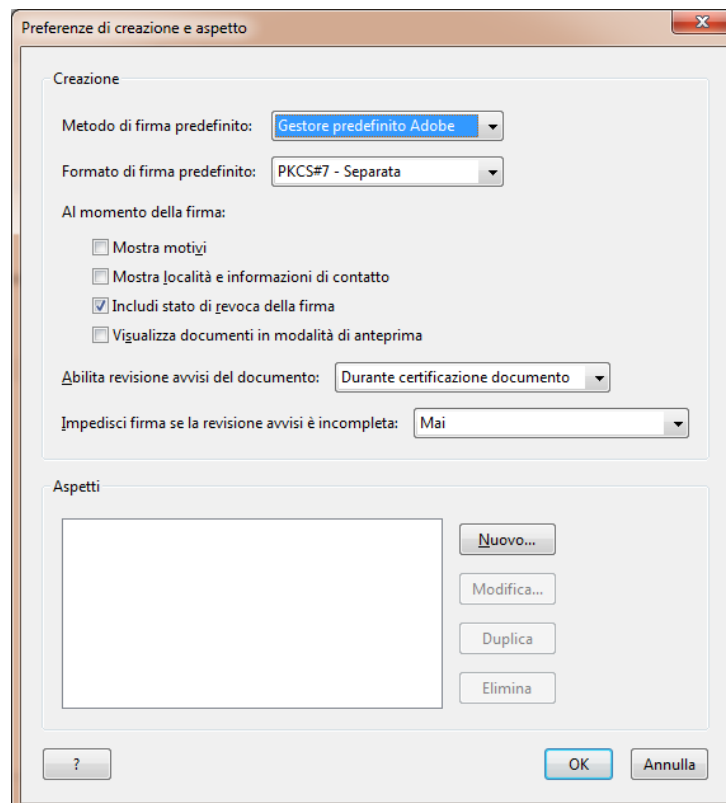 Preferenze di creazione e aspetto
Creazione
Metodo di firma predefinito: Gestore predefinito Adobe
Formato di firma predefinito: PKCS#7 - Separata
Al momento della firma:
Mostra motivi
Mostra località e informazioni di contatto
Includi stato di revoca della firma
Visualizza documenti in modalità di anteprima
Abilita revisione avvisi del documento: Durante certificazione documento
Impedisci firma se la revisione avvisi è incompleta: Mai
Aspetti
Nuovo...
Modifica...
Duplica
Elimina
? OK Annulla